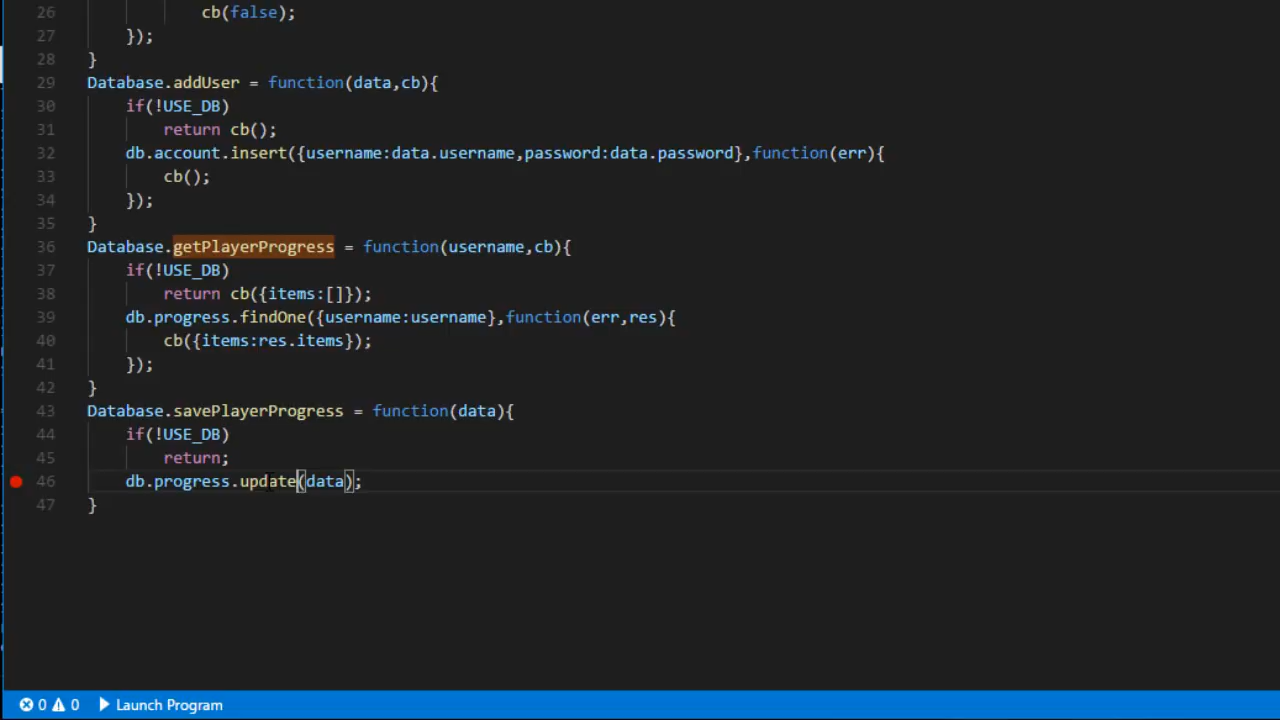 26 cb(false);
27 });
28 }
29 Database.addUser = function(data,cb){
30 if(!USE_DB)
31 return cb();
32 db.account.insert({username:data.username,password:data.password},function(err){
33 cb();
34 });
35 }
36 Database.getPlayerProgress = function(username,cb){
37 if(!USE_DB)
38 return cb({items:[]});
39 db.progress.findOne({username:username},function(err,res){
40 cb({items:res.items});
41 });
42 }
43 Database.savePlayerProgress = function(data){
44 if(!USE_DB)
45 return;
46 db.progress.update(data);
47 }
0 0 Launch Program